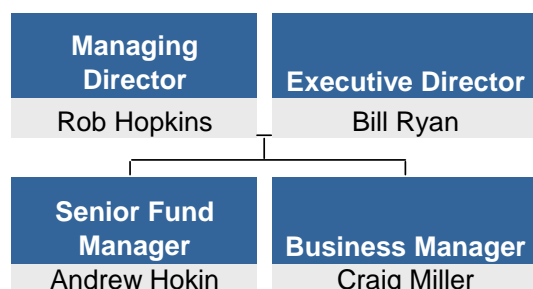 Managing
Director
Executive Director
Rob Hopkins
Bill Ryan
Senior Fund
Manager
Business Manager
Andrew Hokin
Craig Miller